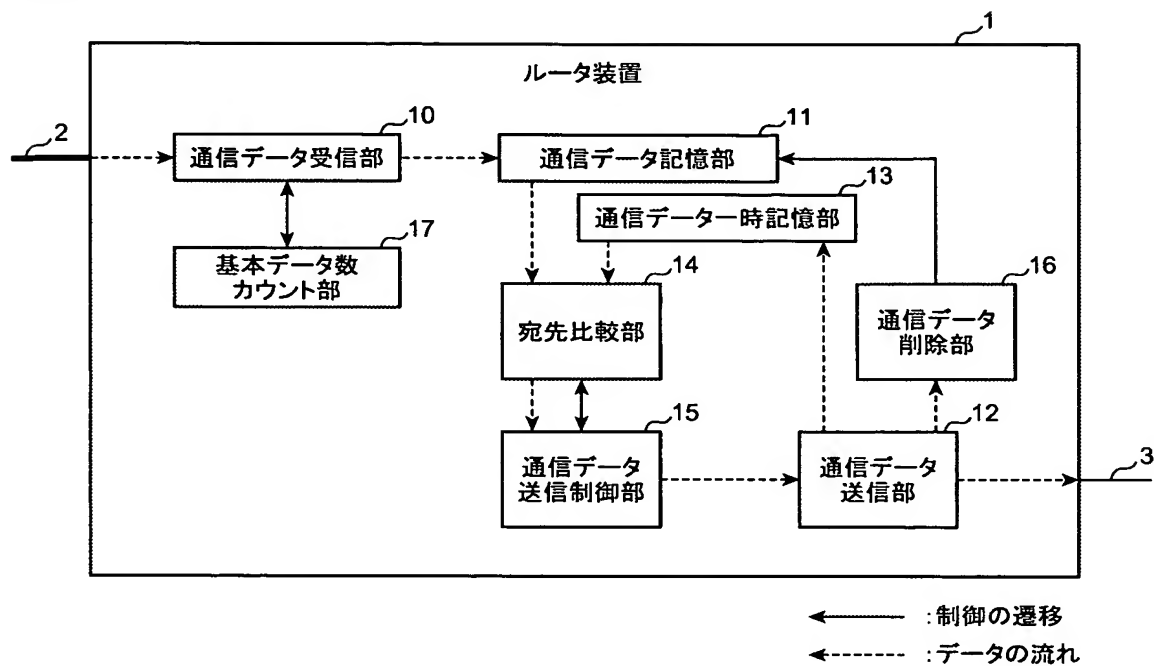 1
ルータ装置
2
10
通信データ受信部
11
通信データ記憶部
13
通信データ一時記憶部
17
基本データ数
カウント部
14
宛先比較部
16
通信データ
削除部
15
通信データ
送信制御部
12
通信データ
送信部
3
:制御の遷移
:データの流れ